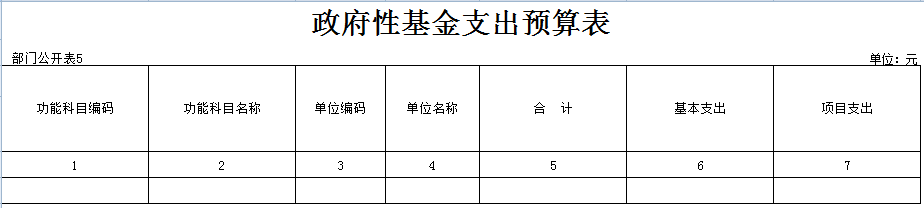 政府性基金支出预算表
部门公开表5 单位：元
功能科目编码 功能科目名称 单位编码 单位名称 合 计 基本支出 项目支出
1 2 3 4 5 6 7